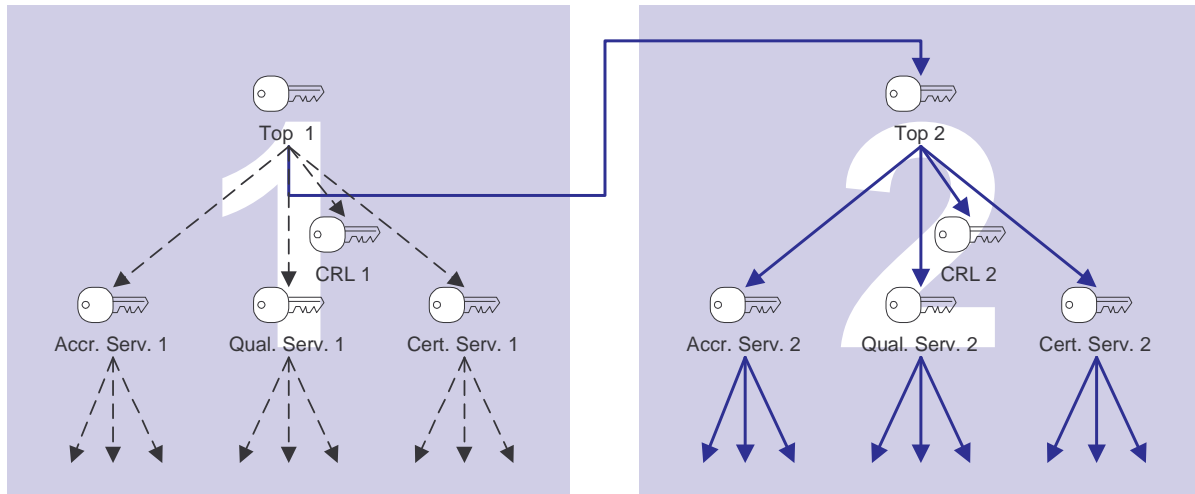 1
2
Top 1
Top 2
CRL 1
CRL 2
Accr. Serv. 1
Qual. Serv. 1
Cert. Serv. 1
Accr. Serv. 2
Qual. Serv. 2
Cert. Serv. 2